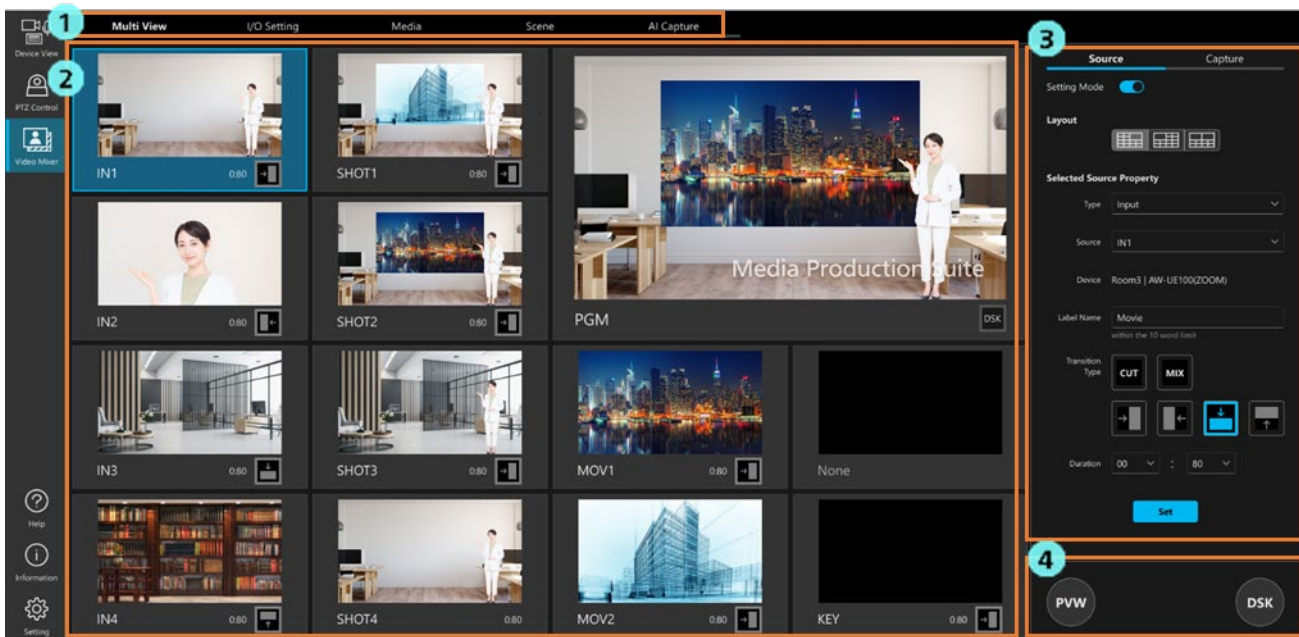 1
Multi View
I/O Setting
Media
Scene
AI Capture
Device View
PTZ Control
Video Mixer
Help
Information
Setting
2
IN1
0:80
SHOT1
0:80
Media Production Suite
PGM
DSK
IN2
0:80
SHOT2
0:80
IN3
0:80
SHOT3
0:80
MOV1
0:80
None
IN4
0:80
SHOT4
0:80
MOV2
0:80
KEY
0:80
3
Source
Capture
Setting Mode
Layout
Selected Source Property
Type
Input
Source
IN1
Device
Room3 | AW-UE100(ZOOM)
Label Name
Movie
within the 10 word limit
Transition
Type
CUT
MIX
Duration
00
:
80
Set
4
PVW
DSK